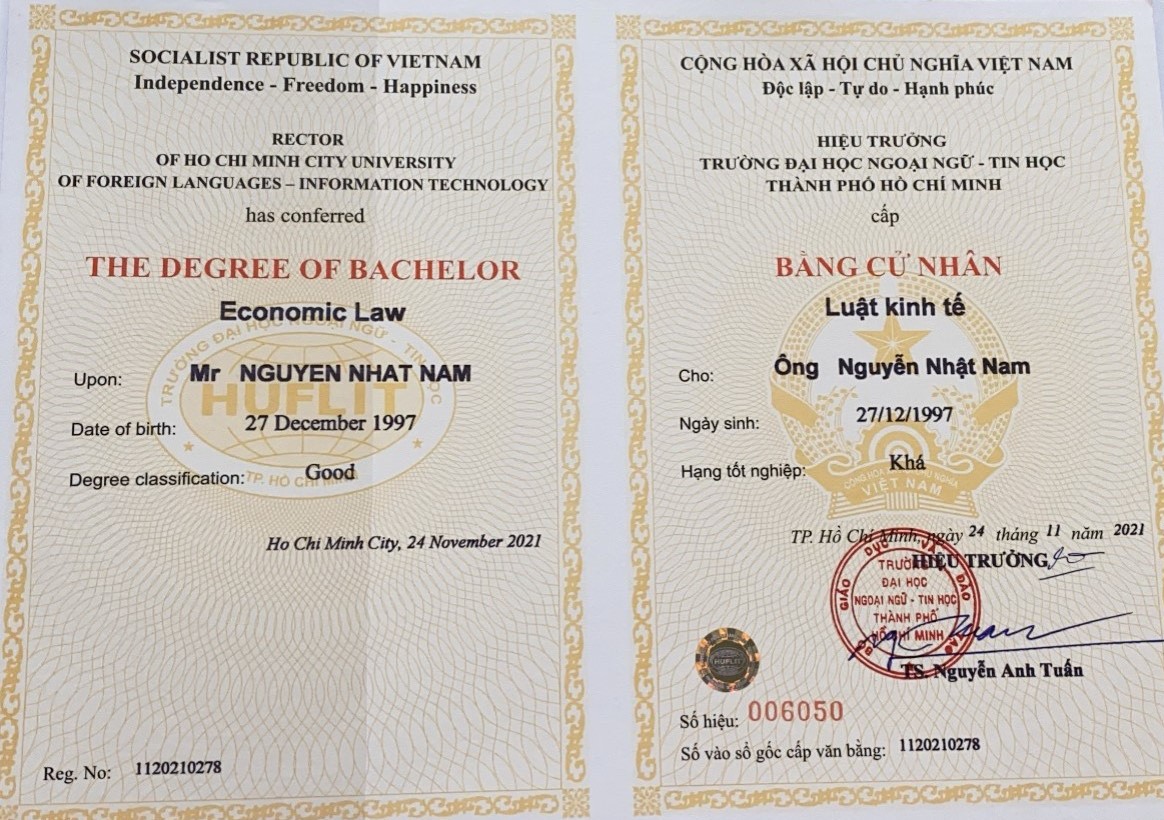 SOCIALIST REPUBLIC OF VIETNAM
Independence - Freedom - Happiness
RECTOR
OF HO CHI MINH CITY UNIVERSITY
OF FOREIGN LANGUAGES – INFORMATION TECHNOLOGY
has conferred
THE DEGREE OF BACHELOR
Economic Law
TRƯỜNG ĐẠI HỌC NGOẠI NGỮ - TIN HỌC
HUFLIT
TP. HỒ CHÍ MINH
Upon: Mr NGUYEN NHAT NAM
Date of birth: 27 December 1997
Degree classification: Good
Ho Chi Minh City, 24 November 2021
Reg. No: 1120210278
CỘNG HÒA XÃ HỘI CHỦ NGHĨA VIỆT NAM
Độc lập - Tự do - Hạnh phúc
HIỆU TRƯỞNG
TRƯỜNG ĐẠI HỌC NGOẠI NGỮ - TIN HỌC
THÀNH PHỐ HỒ CHÍ MINH
cấp
BẰNG CỬ NHÂN
Luật kinh tế
Cho: Ông Nguyễn Nhật Nam
Ngày sinh: 27/12/1997
Hạng tốt nghiệp: Khá
VIỆT NAM
TP. Hồ Chí Minh, ngày 24 tháng 11 năm 2021
HIỆU TRƯỞNG
BỘ GIÁO DỤC VÀ ĐÀO TẠO
TRƯỜNG
ĐẠI HỌC
NGOẠI NGỮ - TIN HỌC
THÀNH PHỐ
HỒ CHÍ MINH
TS. Nguyễn Anh Tuấn
HUFLIT
Số hiệu: 006050
Số vào sổ gốc cấp văn bằng: 1120210278